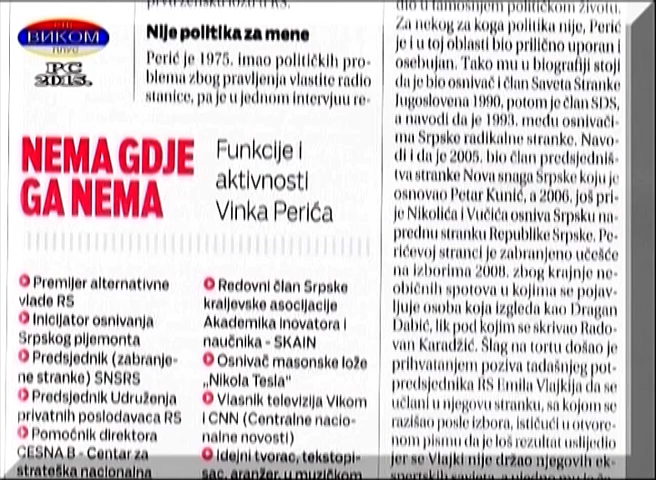 ВИКОМ
PC
2015.
Nije politika za mene
Perić je 1975. imao političkih pro-
blema zbog pravljenja vlastite radio
stanice, pa je u jednom intervjuu re-
NEMA GDJE
GA NEMA
Funkcije i
aktivnosti
Vinka Perića
Premijer alternativne
vlade RS
Inicijator osnivanja
Srpskog pijemonta
Predsjednik (zabranje-
ne stranke) SNSRS
Predsjednik Udruženja
privatnih poslodavaca RS
Pomoćnik direktora
CESNA B - Centar za
strateška nacionalna
Redovni član Srpske
kraljevske asocijacije
Akademika inovatora i
naučnika - SKAIN
Osnivač masonske lože
„Nikola Tesla“
Vlasnik televizija Vikom
i CNN (Centralne nacio-
nalne novosti)
Idejni tvorac, tekstopi-
sac, aranžer, u muzičkom
dio u tamošnjem političkom životu.
Za nekog za koga politika nije, Perić
je i u toj oblasti bio prilično uporan i
osebujan. Tako mu u biografiji stoji
da je bio osnivač i član Saveta Stranke
Jugoslovena 1990, potom je član SDS,
a navodi da je 1993. među osnivači-
ma Srpske radikalne stranke. Navo-
di i da je 2005. bio član predsjedniš-
tva stranke Nova snaga Srpske koju je
osnovao Petar Kunić, a 2006. još pri-
je Nikolića i Vučića osniva Srpsku na-
prednu stranku Republike Srpske. Pe-
rićevoj stranci je zabranjeno učešće
na izborima 2008. zbog krajnje ne-
običnih spotova u kojima se pojav-
ljuje osoba koja izgleda kao Dragan
Dabić, lik pod kojim se skrivao Rado-
van Karadžić. Šlag na tortu došao je
prihvatanjem poziva tadašnjeg pot-
predsjednika RS Emila Vlajkija da se
učlani u njegovu stranku, sa kojom se
razišao posle izbora, ističući u otvore-
nom pismu da je loš rezultat uslijedio
jer se Vlajki nije držao njegovih ek-